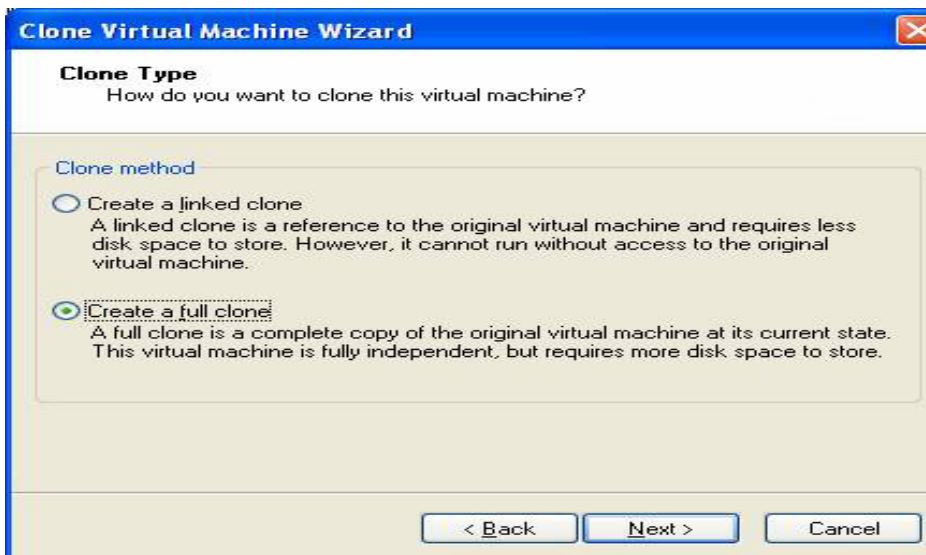 Clone Virtual Machine Wizard
Clone Type
How do you want to clone this virtual machine?
Clone method
Create a linked clone
A linked clone is a reference to the original virtual machine and requires less
disk space to store. However, it cannot run without access to the original
virtual machine.
Create a full clone
A full clone is a complete copy of the original virtual machine at its current state.
This virtual machine is fully independent, but requires more disk space to store.
< Back
Next >
Cancel